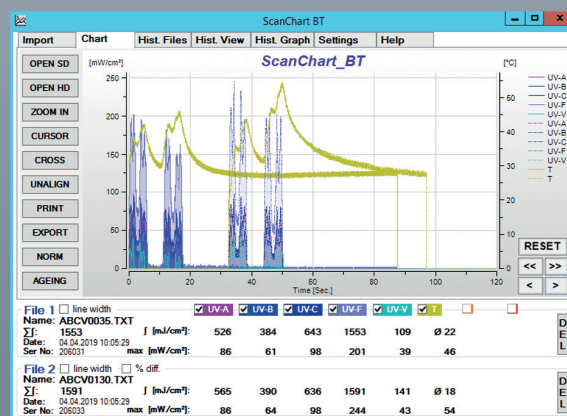 ScanChart BT
Import Chart Hist. Files Hist. View Hist. Graph Settings Help
OPEN SD
OPEN HD
ZOOM IN
CURSOR
CROSS
UNALIGN
PRINT
EXPORT
NORM
AGEING
[mW/cm²] ScanChart_BT [°C]
250
200
150
100
50
0
0 20 40 60 80 100 120
Time [Sec.]
60
50
40
30
20
10
0
UV-A
UV-B
UV-C
UV-F
UV-V
UV-A
UV-B
UV-C
UV-F
UV-V
T
T
RESET
<< >>
< >
File 1 line width UV-A UV-B UV-C UV-F UV-V T
Name: ABCV0035.TXT
∑∫: 1553 ∫ [mJ/cm²]: 526 384 643 1553 109 Ø 22
Date: 04.04.2019 10:05:29
Ser No: 206031 max [mW/cm²]: 86 61 98 201 39 46
DEL
File 2 line width % diff.
Name: ABCV0130.TXT
∑∫: 1591 ∫ [mJ/cm²]: 565 390 636 1591 141 Ø 18
Date: 04.04.2019 10:05:29
Ser No: 206033 max [mW/cm²]: 86 64 98 244 43 54
DEL